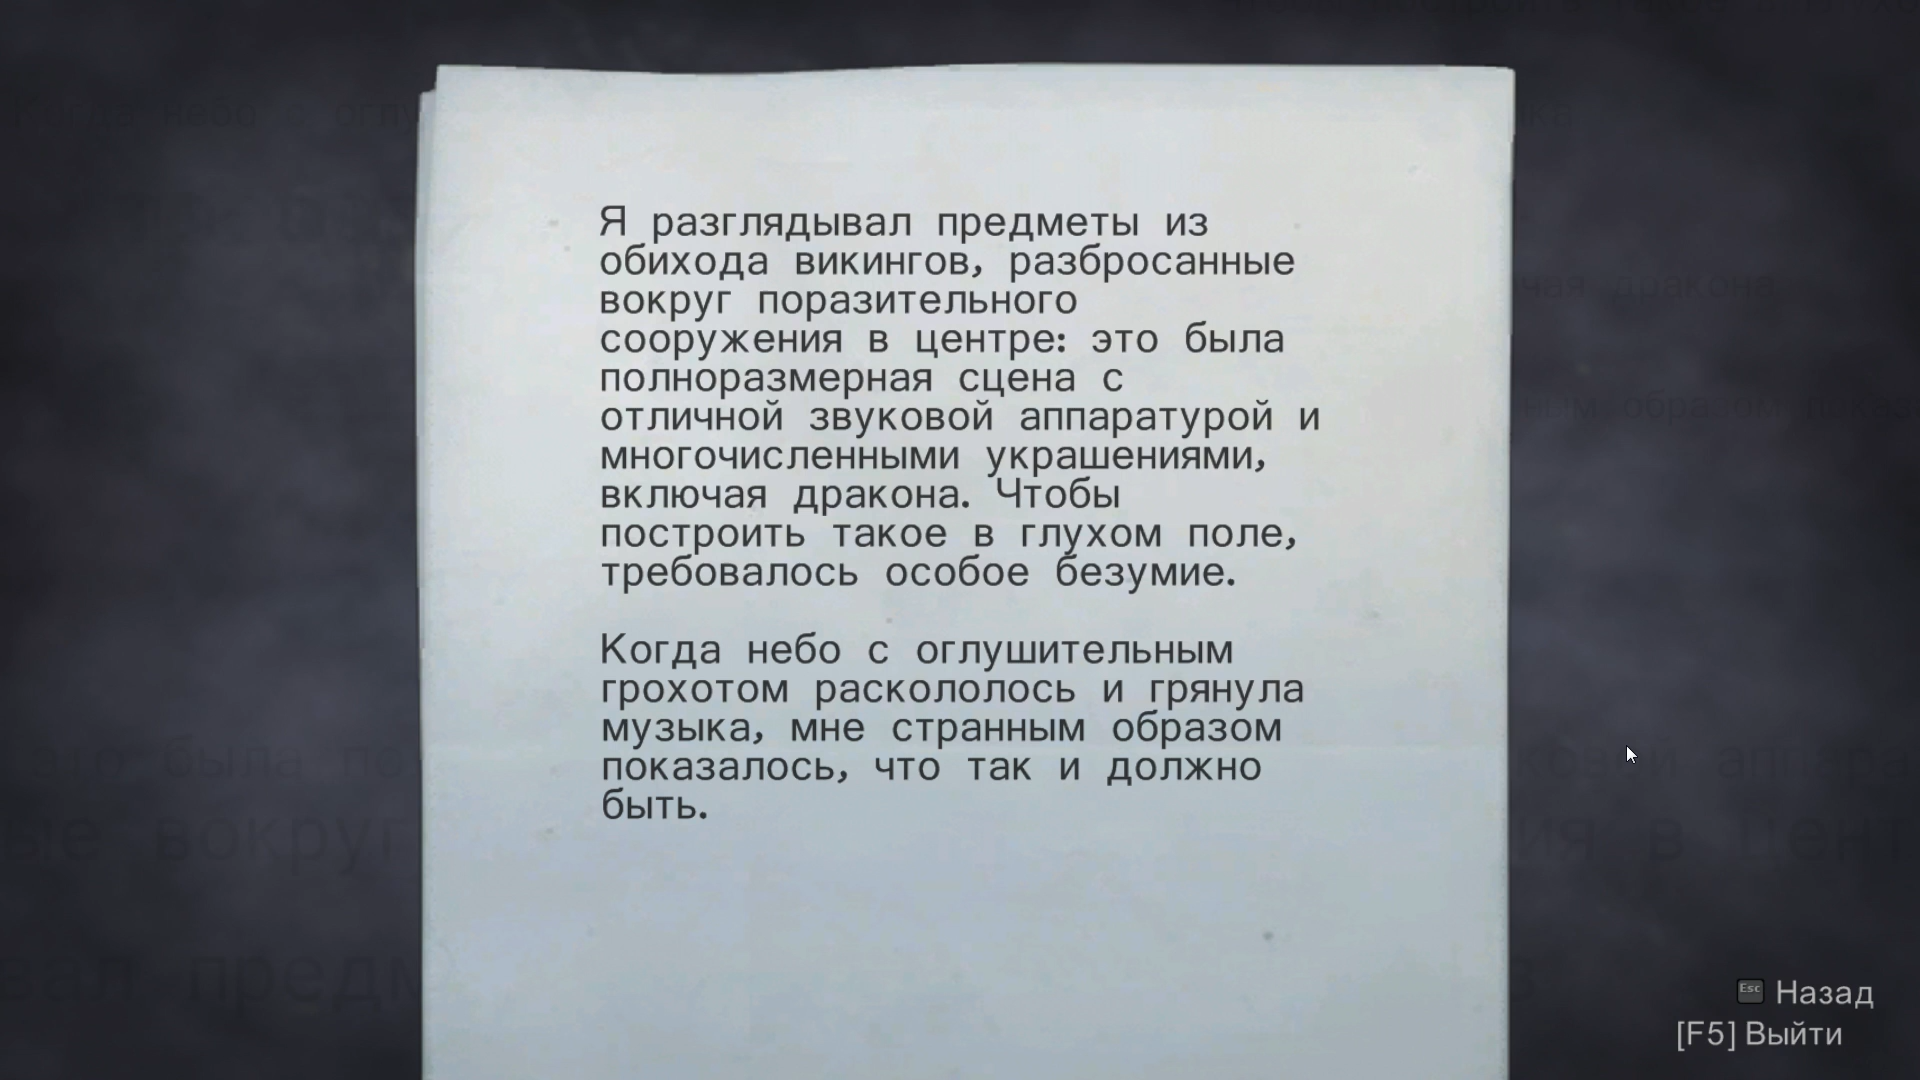 Я разглядывал предметы из
обихода викингов, разбросанные
вокруг поразительного
сооружения в центре: это была
полноразмерная сцена с
отличной звуковой аппаратурой и
многочисленными украшениями,
включая дракона. Чтобы
построить такое в глухом поле,
требовалось особое безумие.
Когда небо с оглушительным
грохотом раскололось и грянула
музыка, мне странным образом
показалось, что так и должно
быть.
Esc Назад
[F5] Выйти